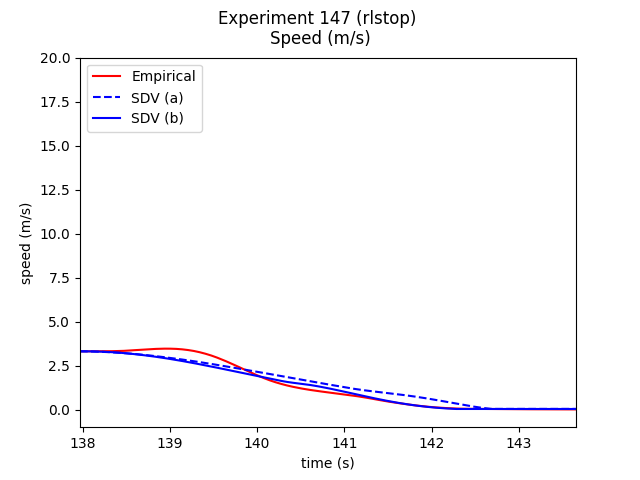 Experiment 147 (rlstop)
Speed (m/s)
20.0
17.5
15.0
12.5
10.0
7.5
5.0
2.5
0.0
speed (m/s)
Empirical
SDV (a)
SDV (b)
138
139
140
141
142
143
time (s)